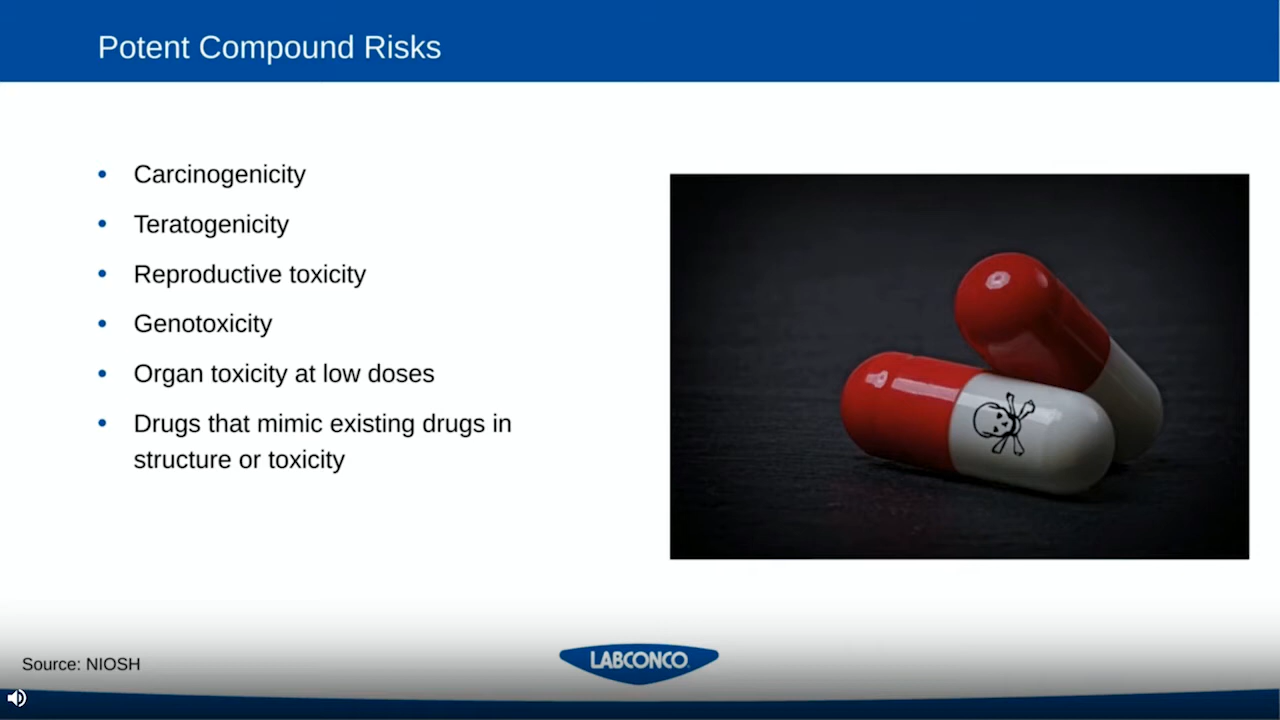 Potent Compound Risks
• Carcinogenicity
• Teratogenicity
• Reproductive toxicity
• Genotoxicity
• Organ toxicity at low doses
• Drugs that mimic existing drugs in
structure or toxicity
Source: NIOSH
LABCONCO